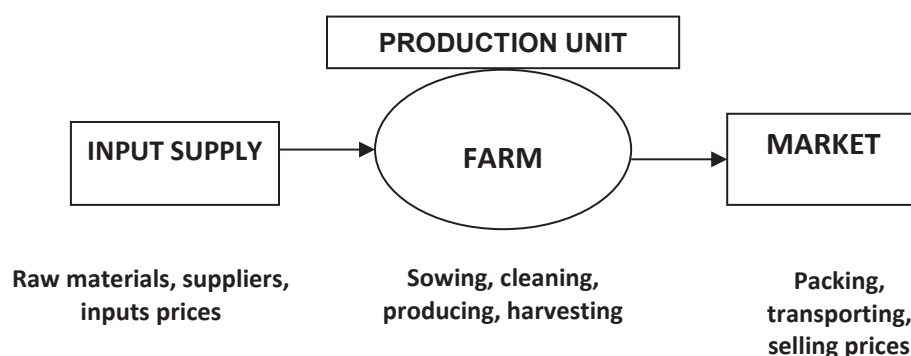 PRODUCTION UNIT
INPUT SUPPLY
FARM
MARKET
Raw materials, suppliers,
inputs prices
Sowing, cleaning,
producing, harvesting
Packing,
transporting,
selling prices